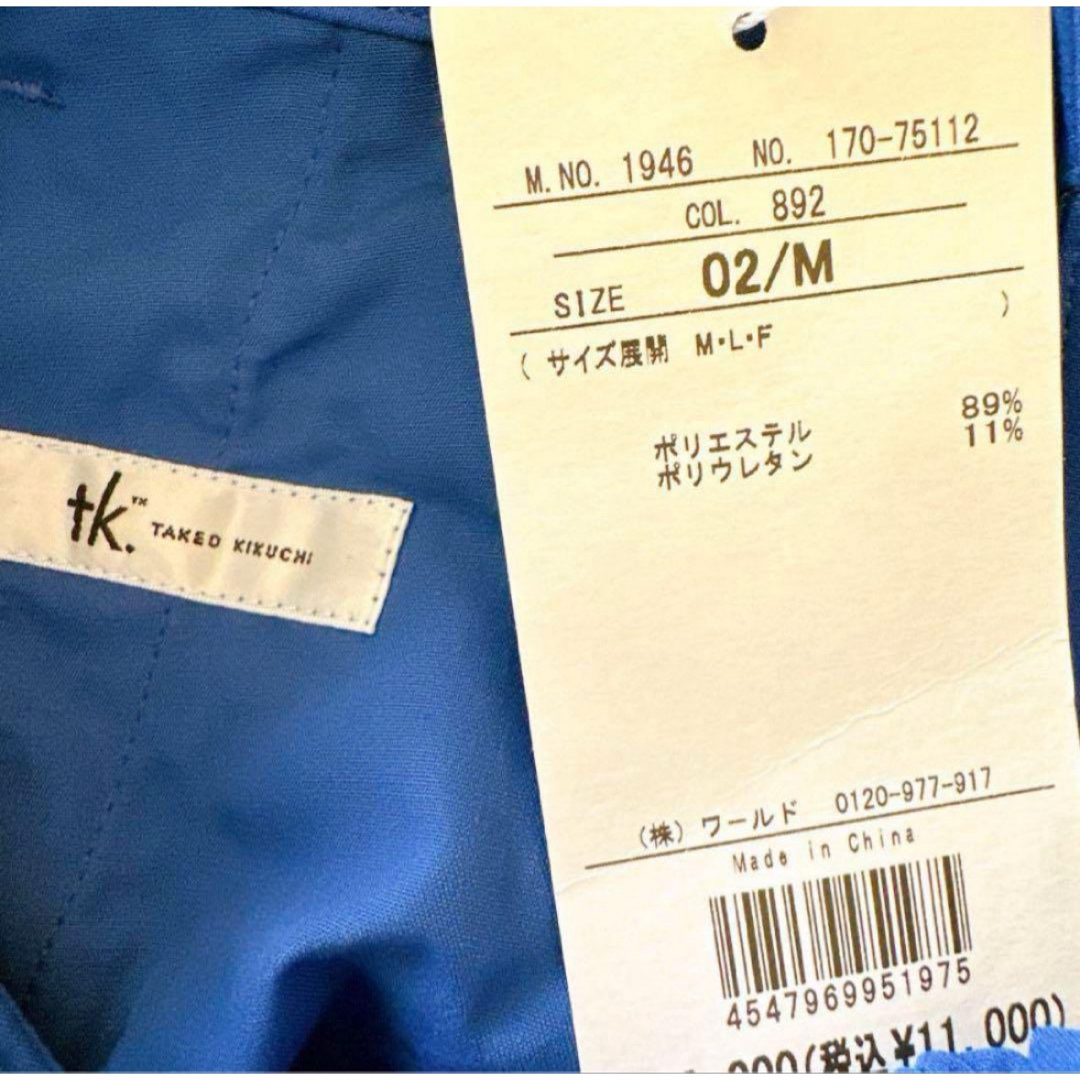 M.NO. 1946 NO. 170-75112
COL. 892
SIZE 02/M
( サイズ展開 M・L・F )
ポリエステル 89%
ポリウレタン 11%
(株) ワールド 0120-977-917
Made in China
4547969951975
000(税込¥11,000)
tk.™ TAKEO KIKUCHI